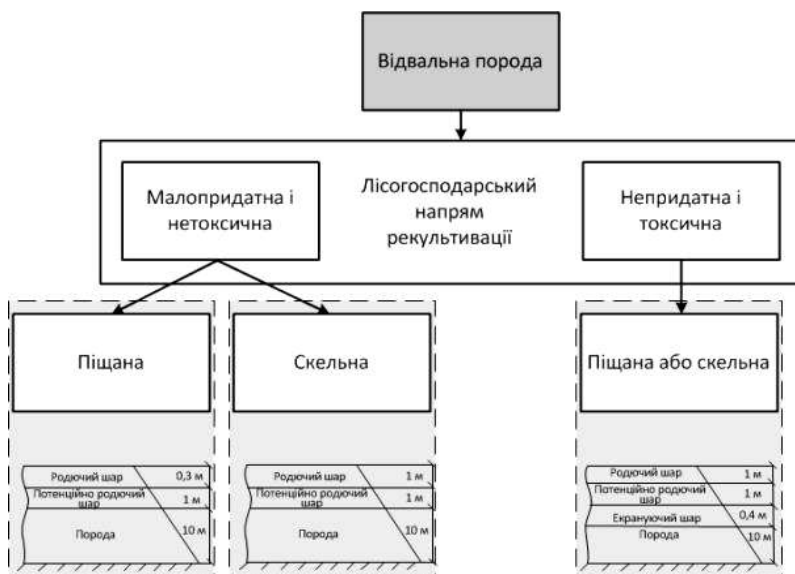 Відвальна порода
Малопридатна і
нетоксична
Лісогосподарський
напрям
рекультивації
Непридатна і
токсична
Піщана
Скельна
Піщана або скельна
Родючий шар
0,3 м
Потенційно родючий
шар
1 м
Порода
10 м
Родючий шар
1 м
Потенційно родючий
шар
1 м
Порода
10 м
Родючий шар
1 м
Потенційно родючий
шар
1 м
Екрануючий шар
0,4 м
Порода
10 м